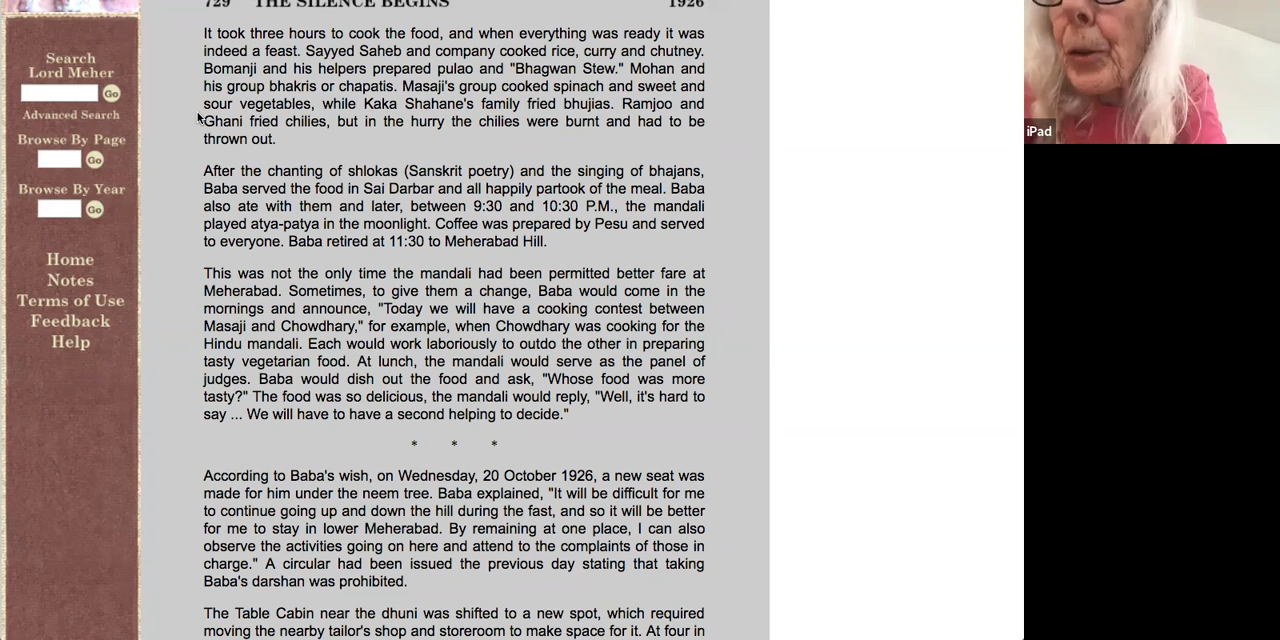 729 THE SILENCE BEGINS 1926
Search
Lord Meher
Go
Advanced Search
Browse By Page
Go
Browse By Year
Go
Home
Notes
Terms of Use
Feedback
Help
It took three hours to cook the food, and when everything was ready it was
indeed a feast. Sayyed Saheb and company cooked rice, curry and chutney.
Bomanji and his helpers prepared pulao and "Bhagwan Stew." Mohan and
his group bhakris or chapatis. Masaji's group cooked spinach and sweet and
sour vegetables, while Kaka Shahane's family fried bhujias. Ramjoo and
Ghani fried chilies, but in the hurry the chilies were burnt and had to be
thrown out.
After the chanting of shlokas (Sanskrit poetry) and the singing of bhajans,
Baba served the food in Sai Darbar and all happily partook of the meal. Baba
also ate with them and later, between 9:30 and 10:30 P.M., the mandali
played atya-patya in the moonlight. Coffee was prepared by Pesu and served
to everyone. Baba retired at 11:30 to Meherabad Hill.
This was not the only time the mandali had been permitted better fare at
Meherabad. Sometimes, to give them a change, Baba would come in the
mornings and announce, "Today we will have a cooking contest between
Masaji and Chowdhary," for example, when Chowdhary was cooking for the
Hindu mandali. Each would work laboriously to outdo the other in preparing
tasty vegetarian food. At lunch, the mandali would serve as the panel of
judges. Baba would dish out the food and ask, "Whose food was more
tasty?" The food was so delicious, the mandali would reply, "Well, it's hard to
say ... We will have to have a second helping to decide."
* * *
According to Baba's wish, on Wednesday, 20 October 1926, a new seat was
made for him under the neem tree. Baba explained, "It will be difficult for me
to continue going up and down the hill during the fast, and so it will be better
for me to stay in lower Meherabad. By remaining at one place, I can also
observe the activities going on here and attend to the complaints of those in
charge." A circular had been issued the previous day stating that taking
Baba's darshan was prohibited.
The Table Cabin near the dhuni was shifted to a new spot, which required
moving the nearby tailor's shop and storeroom to make space for it. At four in
iPad